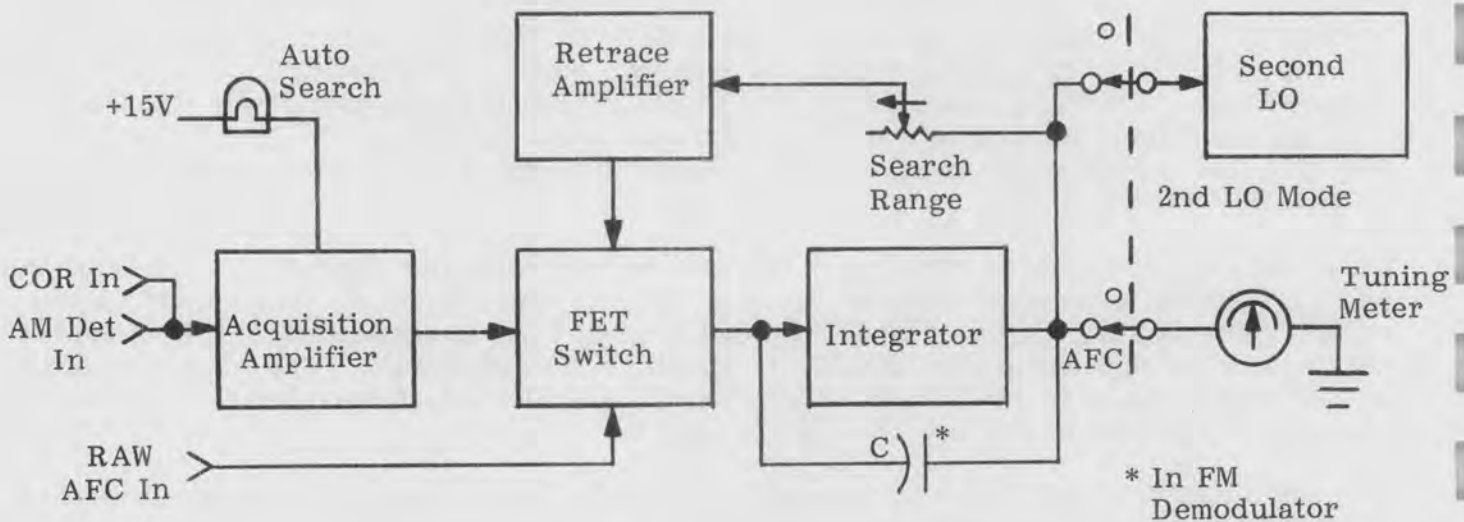 Auto
Search
+15V
Retrace
Amplifier
Second
LO
Search
Range
2nd LO Mode
COR In
AM Det
In
Acquisition
Amplifier
FET
Switch
Integrator
AFC
Tuning
Meter
RAW
AFC In
C
*
* In FM
Demodulator